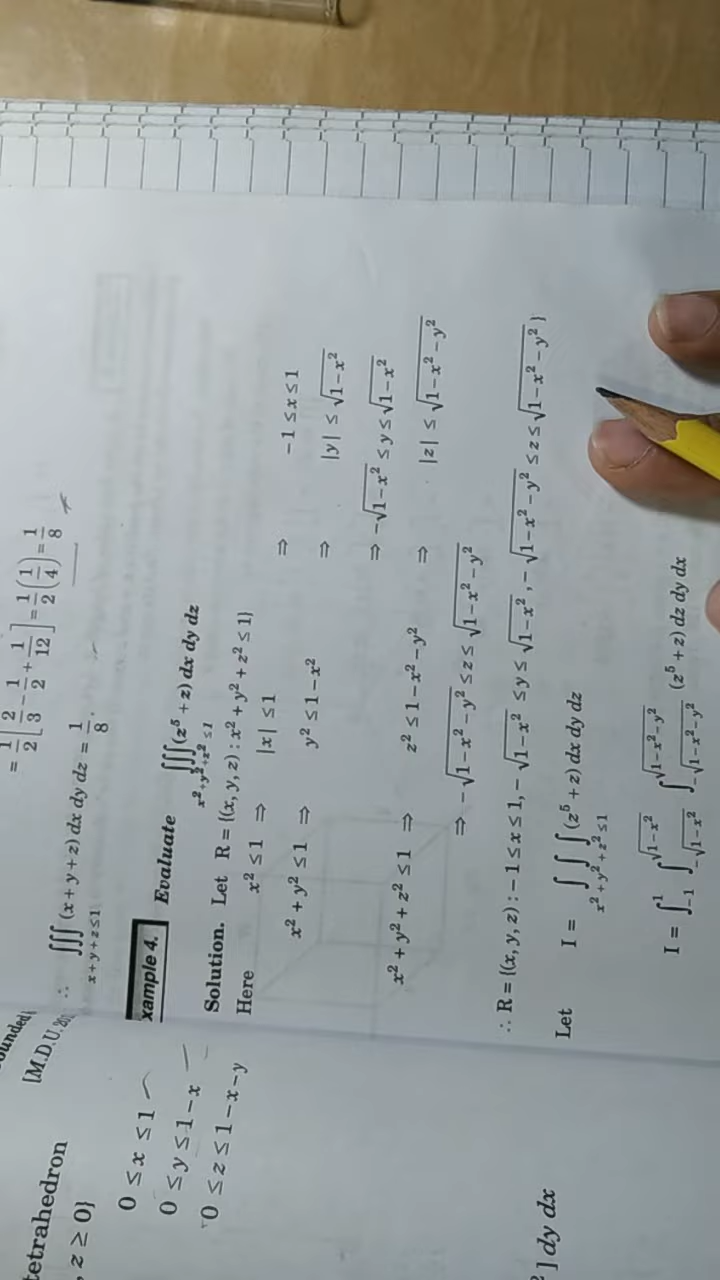 ounded
[M.D.U. 20
tetrahedron
, z ≥ 0}
0 ≤ x ≤ 1
0 ≤ y ≤ 1 − x
0 ≤ z ≤ 1 − x − y
] dy dx
= 1/2 [2/3 − 1/2 + 1/12] = 1/2 (1/4) = 1/8
∴ ∭ (x + y + z) dx dy dz = 1/8 .
x + y + z ≤ 1
xample 4. Evaluate ∭ (z⁵ + z) dx dy dz
x² + y² + z² ≤ 1
Solution. Let R = {(x, y, z) : x² + y² + z² ≤ 1}
Here x² ≤ 1 ⇒ |x| ≤ 1 ⇒ −1 ≤ x ≤ 1
x² + y² ≤ 1 ⇒ y² ≤ 1 − x² ⇒ |y| ≤ √(1 − x²)
⇒ −√(1 − x²) ≤ y ≤ √(1 − x²)
x² + y² + z² ≤ 1 ⇒ z² ≤ 1 − x² − y² ⇒ |z| ≤ √(1 − x² − y²)
⇒ −√(1 − x² − y²) ≤ z ≤ √(1 − x² − y²)
∴ R = {(x, y, z) : −1 ≤ x ≤ 1, −√(1 − x²) ≤ y ≤ √(1 − x²) , −√(1 − x² − y²) ≤ z ≤ √(1 − x² − y²) }
Let I = ∫ ∫ ∫ (z⁵ + z) dx dy dz
x² + y² + z² ≤ 1
I = ∫₋₁¹ ∫_{−√(1 − x²)}^{√(1 − x²)} ∫_{−√(1 − x² − y²)}^{√(1 − x² − y²)} (z⁵ + z) dz dy dx